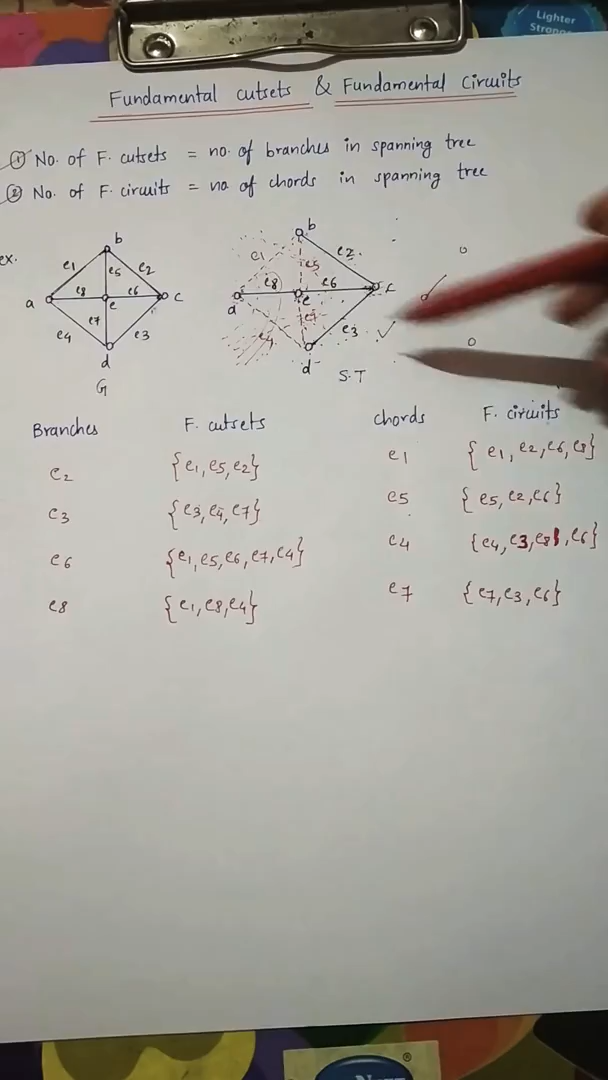 Lighter
Fundamental cutsets & Fundamental Circuits
① No. of F. cutsets = no. of branches in spanning tree
② No. of F. circuits = no of chords in spanning tree
ex.
b b
e1 e5 e2 e1 e5 e2
a e8 e e6 c a e8 e e6 c
e4 e7 e3 e4 e7 e3
d d
G S.T
Branches F. cutsets chords F. circuits
e2 {e1, e5, e2} e1 {e1, e2, e6, e8}
e3 {e3, e4, e7} e5 {e5, e2, e6}
e6 {e1, e5, e6, e7, e4} e4 {e4, e3, e8, e6}
e8 {e1, e8, e4} e7 {e7, e3, e6}
®